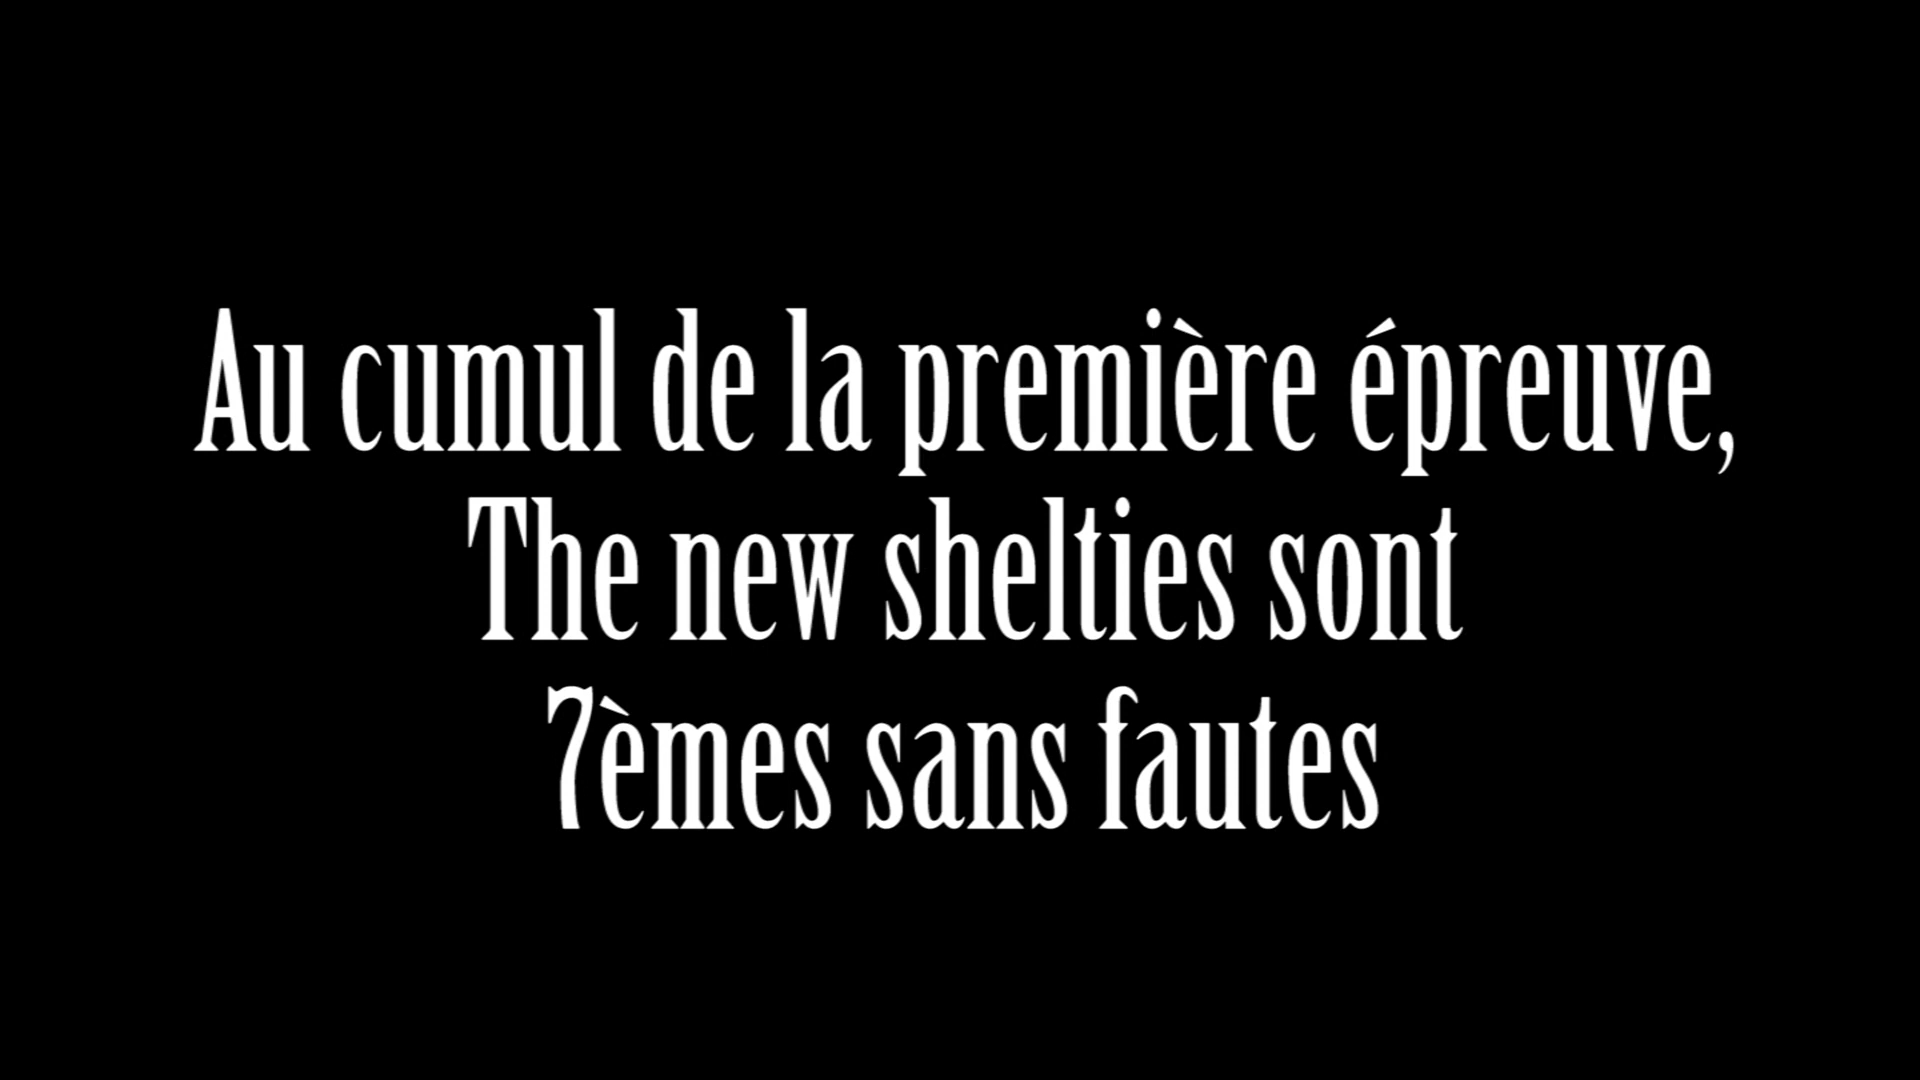 Au cumul de la première épreuve,
The new shelties sont
7èmes sans fautes